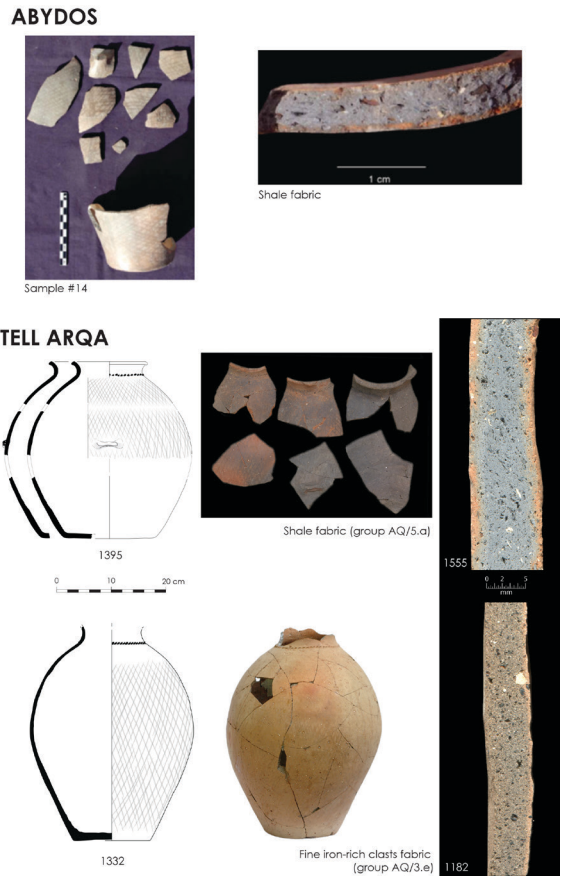 ABYDOS
1 cm
Sample #14
Shale fabric
TELL ARQA
1395
Shale fabric (group AQ/5.a)
1555
0 10 20 cm
0 2 5
mm
1332
Fine iron-rich clasts fabric
(group AQ/3.e)
1182